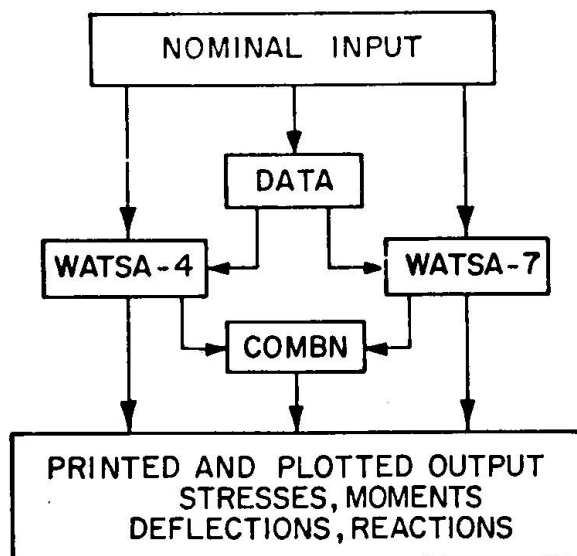 NOMINAL INPUT
DATA
WATSA-4 WATSA-7
COMBN
PRINTED AND PLOTTED OUTPUT
STRESSES, MOMENTS
DEFLECTIONS, REACTIONS